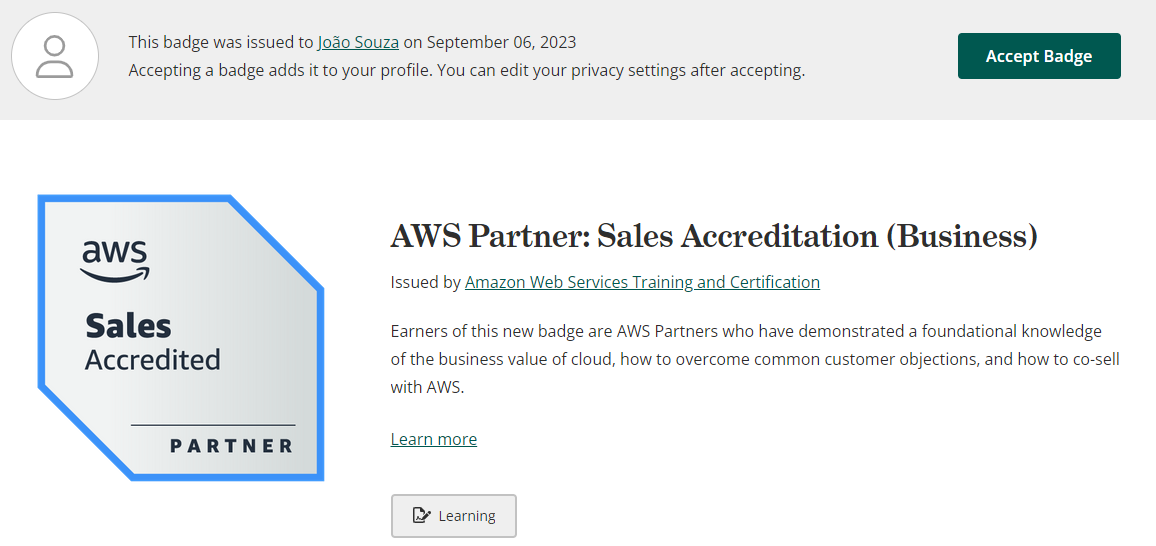 This badge was issued to João Souza on September 06, 2023
Accepting a badge adds it to your profile. You can edit your privacy settings after accepting.
Accept Badge
aws
Sales
Accredited
PARTNER
AWS Partner: Sales Accreditation (Business)
Issued by Amazon Web Services Training and Certification
Earners of this new badge are AWS Partners who have demonstrated a foundational knowledge
of the business value of cloud, how to overcome common customer objections, and how to co-sell
with AWS.
Learn more
Learning